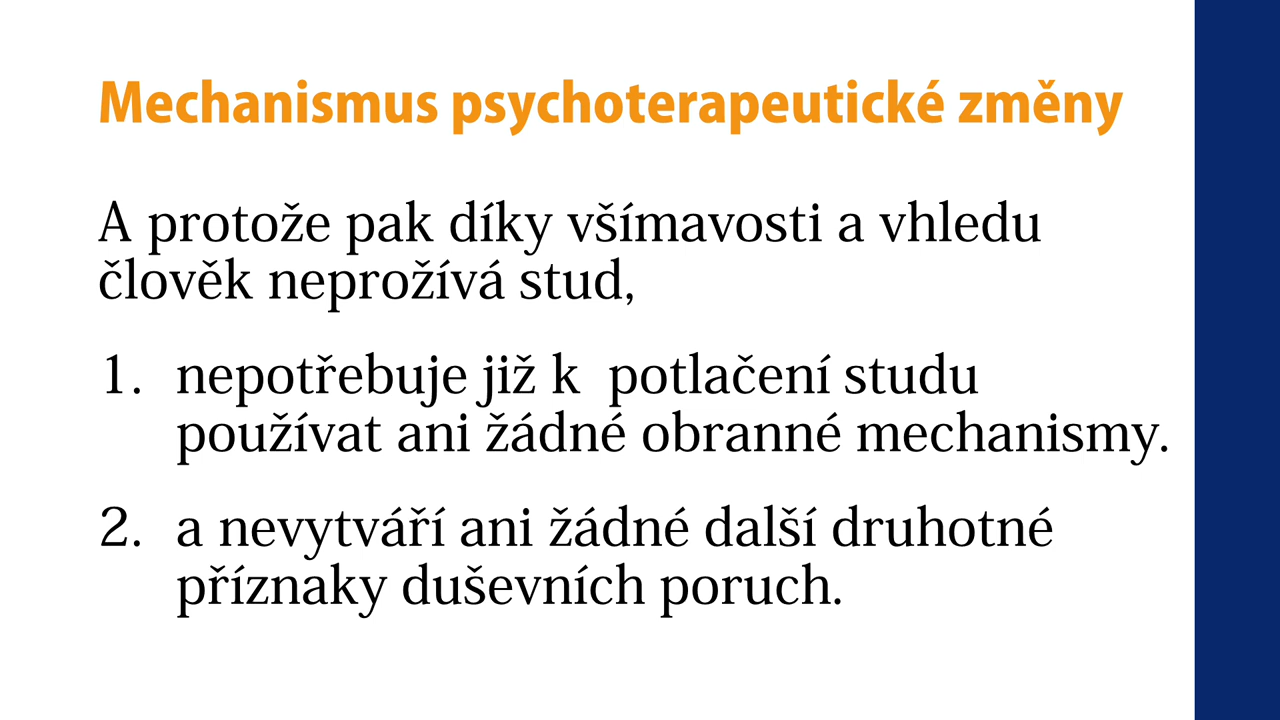 Mechanismus psychoterapeutické změny
A protože pak díky všímavosti a vhledu
člověk neprožívá stud,
1. nepotřebuje již k  potlačení studu
používat ani žádné obranné mechanismy.
2. a nevytváří ani žádné další druhotné
příznaky duševních poruch.